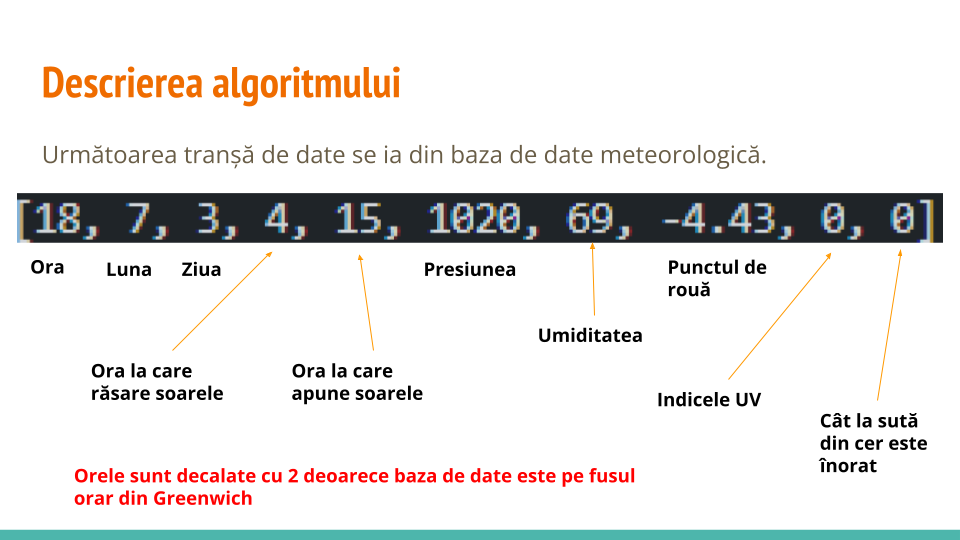 Descrierea algoritmului
Următoarea tranșă de date se ia din baza de date meteorologică.
[18, 7, 3, 4, 15, 1020, 69, -4.43, 0, 0]
Ora
Luna
Ziua
Presiunea
Punctul de
rouă
Umiditatea
Ora la care
răsare soarele
Ora la care
apune soarele
Indicele UV
Cât la sută
din cer este
înorat
Orele sunt decalate cu 2 deoarece baza de date este pe fusul
orar din Greenwich